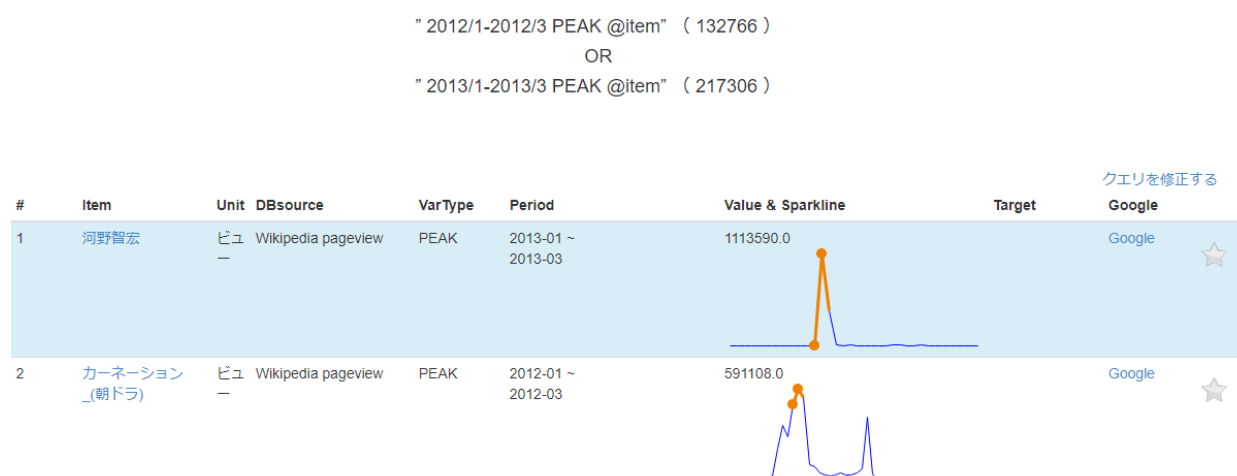 ” 2012/1-2012/3 PEAK @item” （ 132766 ）
OR
” 2013/1-2013/3 PEAK @item” （ 217306 ）
クエリを修正する
# Item Unit DBsource VarType Period Value & Sparkline Target Google
1 河野智宏 ビュ Wikipedia pageview PEAK 2013-01 ~ 1113590.0 Google
ー 2013-03
2 カーネーション ビュ Wikipedia pageview PEAK 2012-01 ~ 591108.0 Google
_(朝ドラ) ー 2012-03